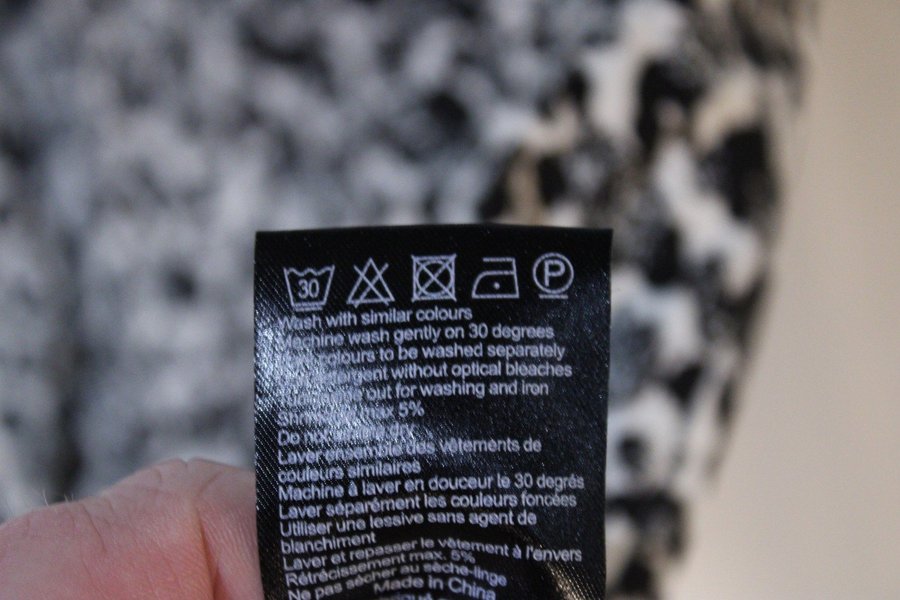 30
P
Wash with similar colours
Machine wash gently on 30 degrees
colours to be washed separately
detergent without optical bleaches
out for washing and iron
max 5%
Do not dry
Laver ensemble des vêtements de
couleurs similaires
Machine à laver en douceur le 30 degrés
Laver séparément les couleurs foncées
Utiliser une lessive sans agent de
blanchiment
Laver et repasser le vêtement à l'envers
Rétrécissement max. 5%
Ne pas sécher au sèche-linge
Made in China